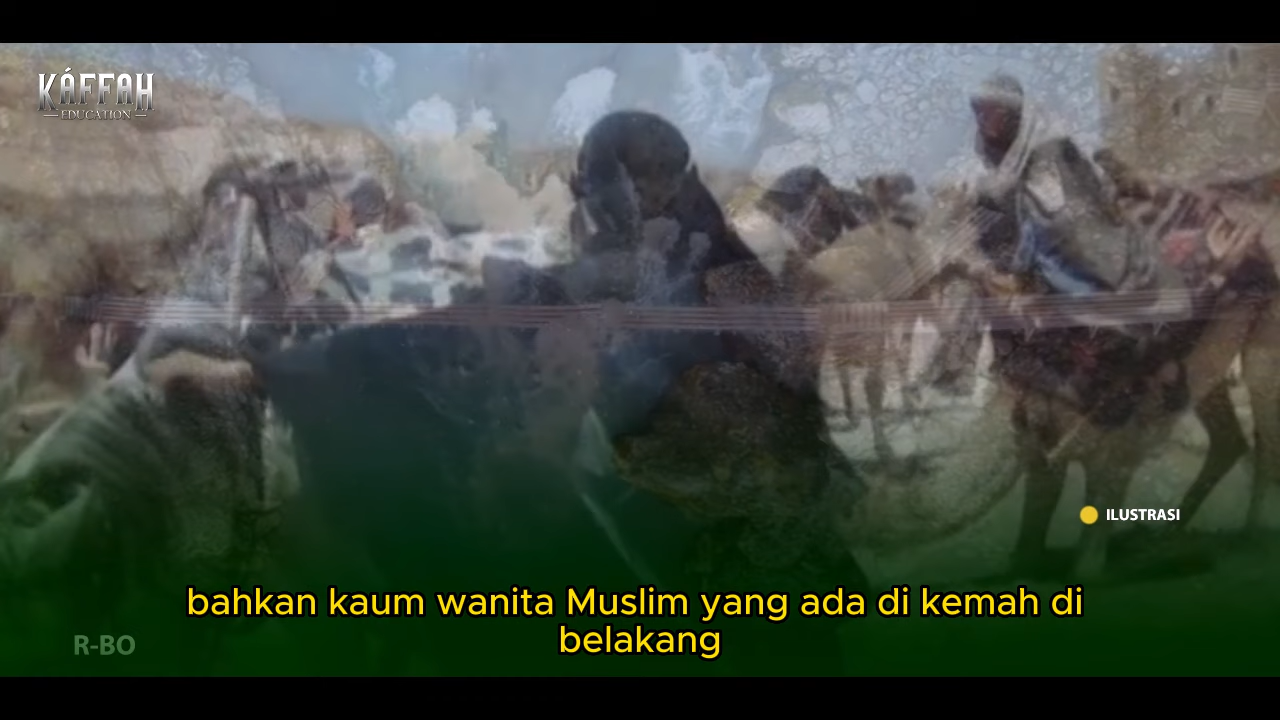 KÁFFAH
EDUCATION
ILUSTRASI
bahkan kaum wanita Muslim yang ada di kemah di
belakang
R-BO